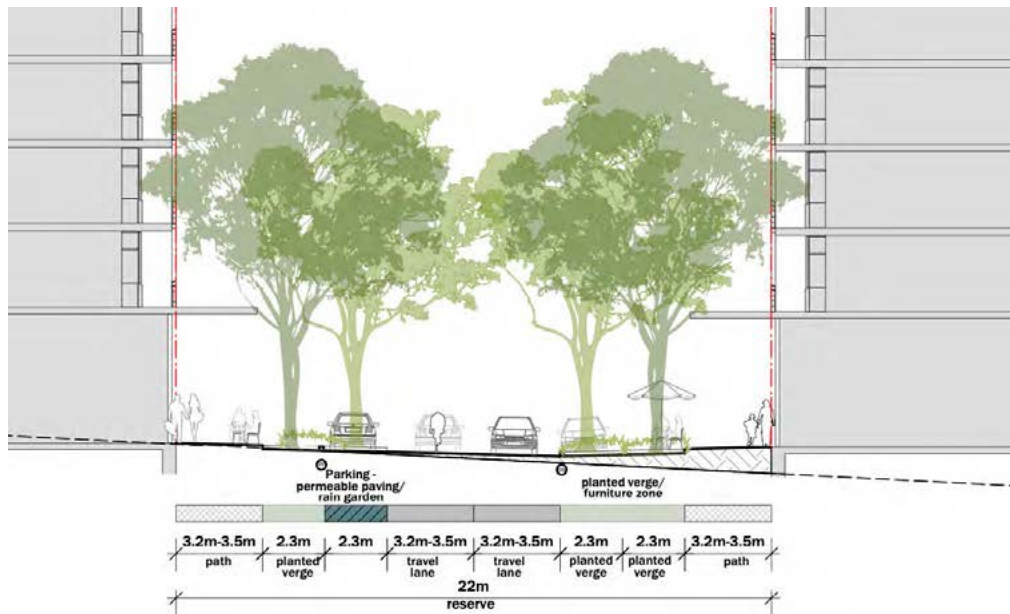 Parking -
permeable paving/
rain garden
planted verge/
furniture zone
3.2m-3.5m 2.3m 2.3m 3.2m-3.5m 3.2m-3.5m 2.3m 2.3m 3.2m-3.5m
path planted verge travel lane travel lane planted verge planted verge path
22m
reserve